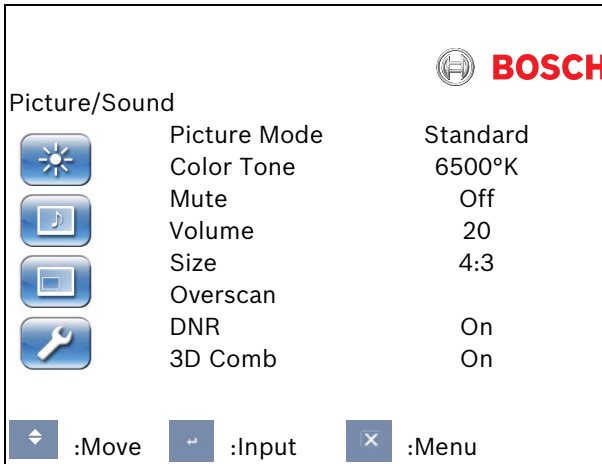 BOSCH
Picture/Sound
Picture Mode Standard
Color Tone 6500°K
Mute Off
Volume 20
Size 4:3
Overscan
DNR On
3D Comb On
:Move :Input :Menu